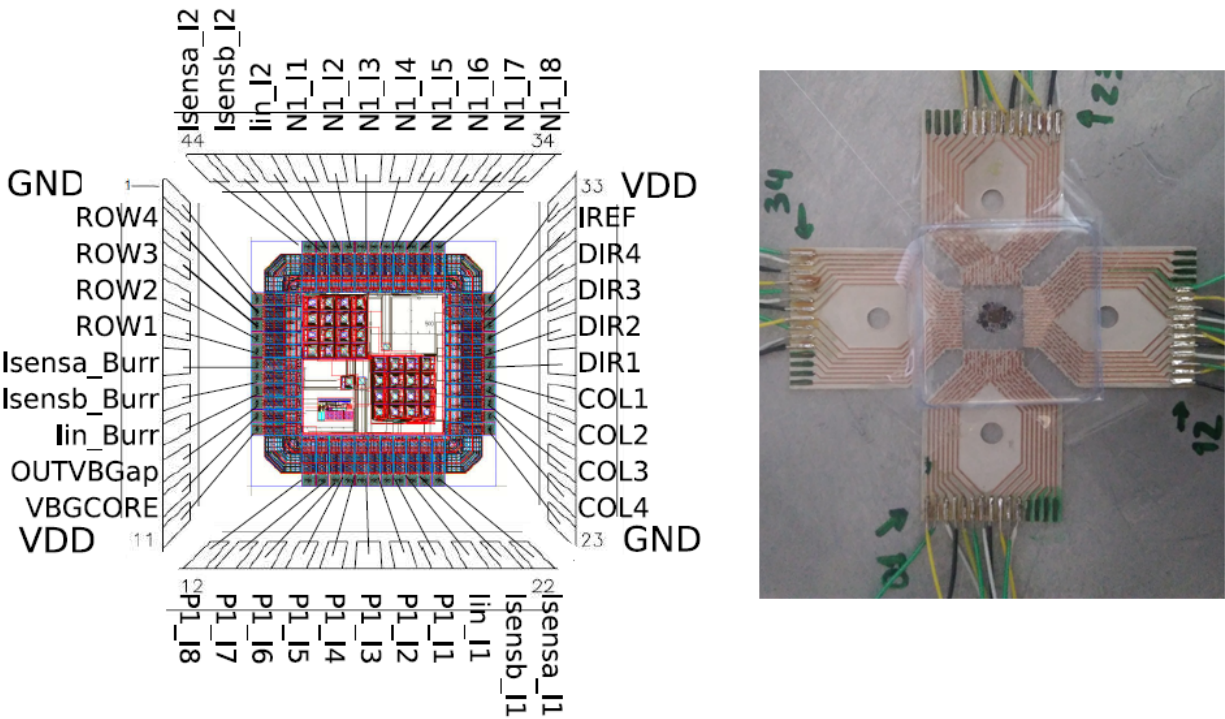 Isensa_I2
Isensb_I2
Iin_I2
N1_I1
N1_I2
N1_I3
N1_I4
N1_I5
N1_I6
N1_I7
N1_I8
44
34
GND
1
ROW4
ROW3
ROW2
ROW1
Isensa_Burr
Isensb_Burr
Iin_Burr
OUTVBGap
VBGCORE
VDD
11
33
VDD
IREF
DIR4
DIR3
DIR2
DIR1
COL1
COL2
COL3
COL4
23
GND
12
22
P1_I8
P1_I7
P1_I6
P1_I5
P1_I4
P1_I3
P1_I2
P1_I1
Iin_I1
Isensb_I1
Isensa_I1
34
12